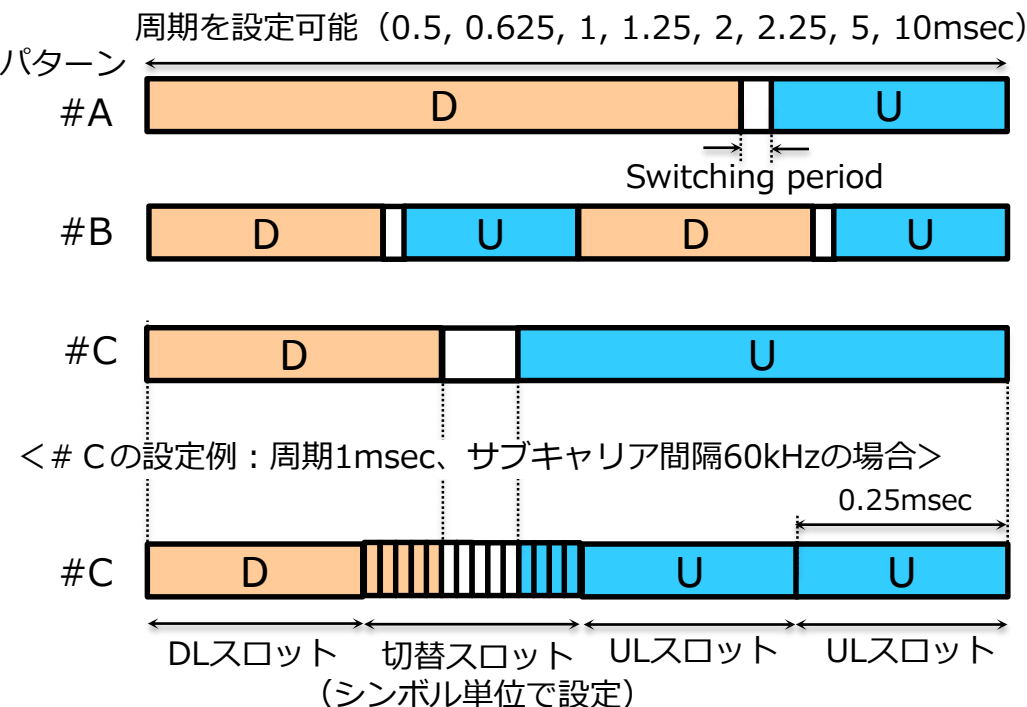 周期を設定可能（0.5, 0.625, 1, 1.25, 2, 2.25, 5, 10msec）
パターン
#A D U
Switching period
#B D U D U
#C D U
＜#Ｃの設定例：周期1msec、サブキャリア間隔60kHzの場合＞
0.25msec
#C D U U
DLスロット 切替スロット ULスロット ULスロット
（シンボル単位で設定）